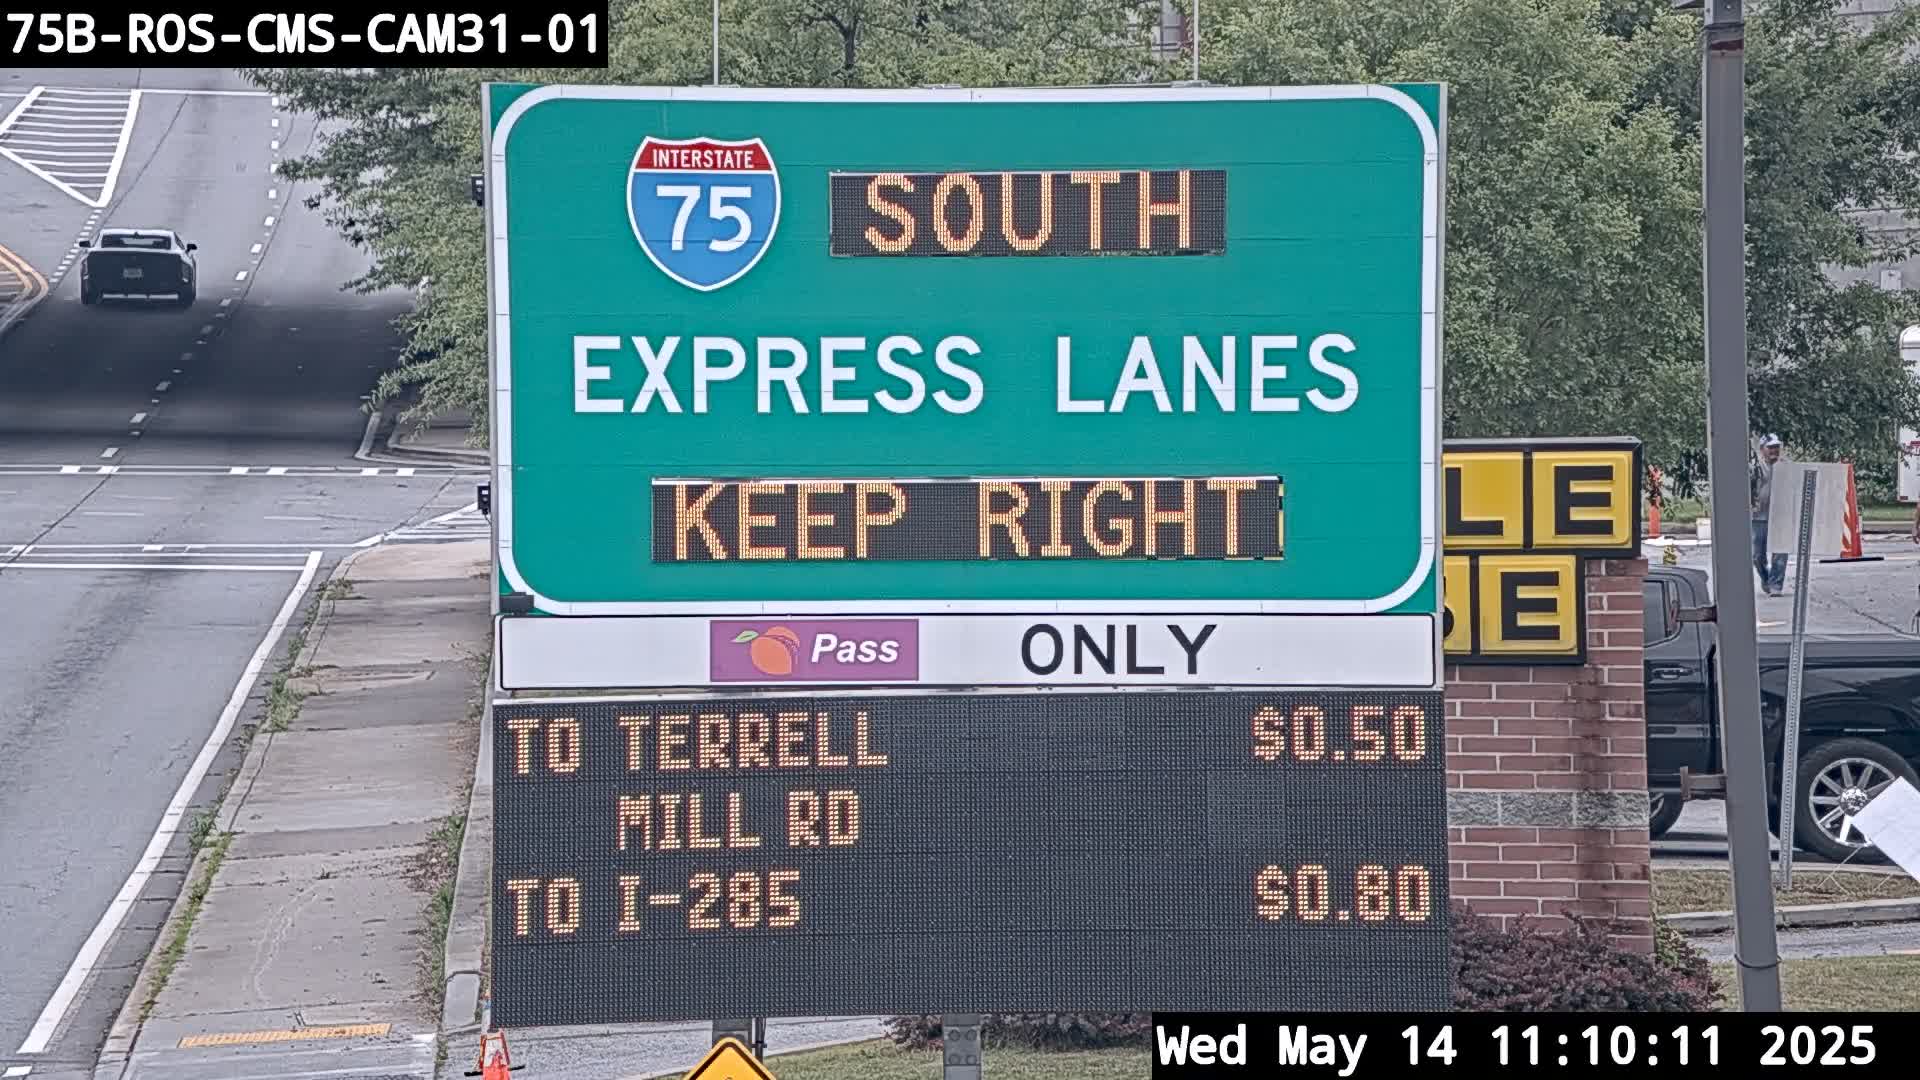 75B-ROS-CMS-CAM31-01
INTERSTATE
75
SOUTH
EXPRESS LANES
KEEP RIGHT
Pass ONLY
TO TERRELL $0.50
MILL RD
TO I-285 $0.80
LE
E
Wed May 14 11:10:11 2025